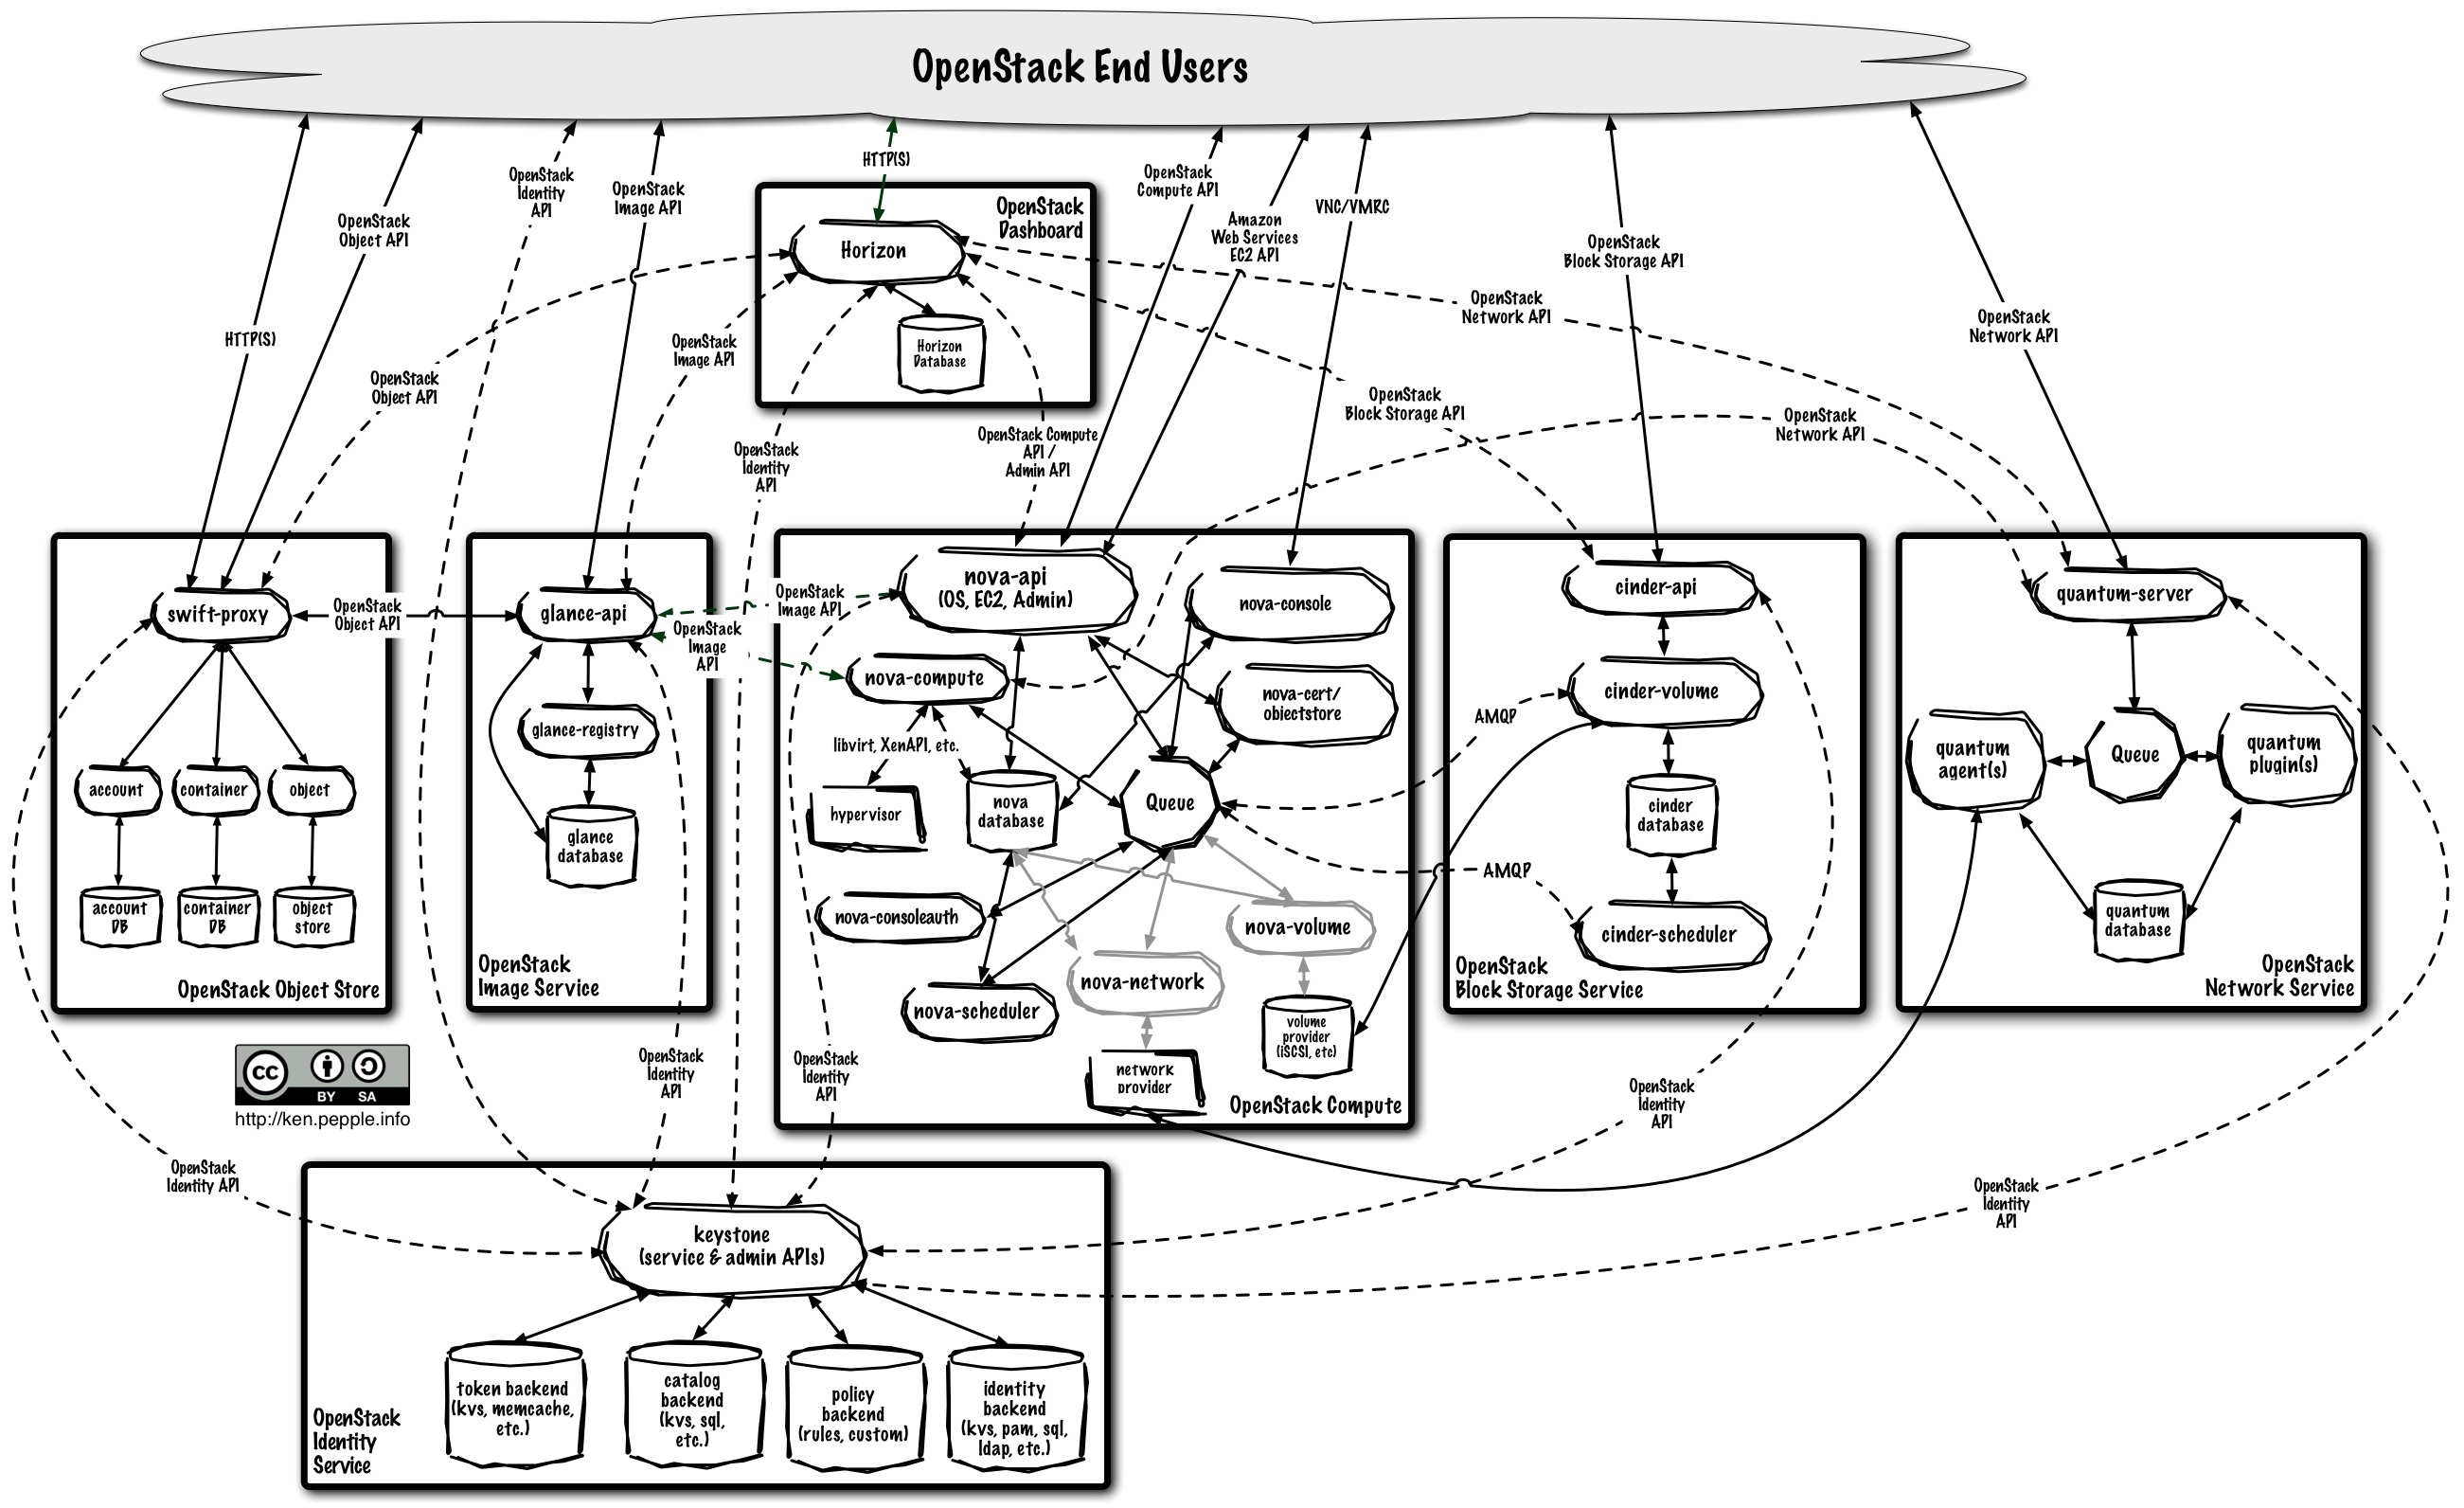 OpenStack End Users
HTTP(S)
OpenStack
Object API
OpenStack
Identity
API
OpenStack
Image API
HTTP(S)
OpenStack
Compute API
Amazon
Web Services
EC2 API
VNC/VMRC
OpenStack
Block Storage API
OpenStack
Network API
OpenStack
Dashboard
Horizon
Horizon
Database
OpenStack
Object API
OpenStack
Image API
OpenStack
Identity
API
OpenStack Compute
API /
Admin API
OpenStack
Network API
OpenStack
Block Storage API
OpenStack
Network API
swift-proxy
account
container
object
account
DB
container
DB
object
store
OpenStack Object Store
OpenStack
Object API
glance-api
glance-registry
glance
database
OpenStack
Image Service
OpenStack
Image API
OpenStack
Image
API
nova-api
(OS, EC2, Admin)
nova-console
nova-compute
nova-cert/
objectstore
libvirt, XenAPI, etc.
hypervisor
nova
database
Queue
nova-consoleauth
nova-volume
nova-network
nova-scheduler
volume
provider
(iSCSI, etc)
network
provider
OpenStack Compute
AMQP
AMQP
cinder-api
cinder-volume
cinder
database
cinder-scheduler
OpenStack
Block Storage Service
quantum-server
quantum
agent(s)
Queue
quantum
plugin(s)
quantum
database
OpenStack
Network Service
cc
BY SA
http://ken.pepple.info
OpenStack
Identity API
OpenStack
Identity
API
OpenStack
Identity
API
OpenStack
Identity
API
OpenStack
Identity
API
keystone
(service & admin APIs)
token backend
(kvs, memcache,
etc.)
catalog
backend
(kvs, sql,
etc.)
policy
backend
(rules, custom)
identity
backend
(kvs, pam, sql,
ldap, etc.)
OpenStack
Identity
Service